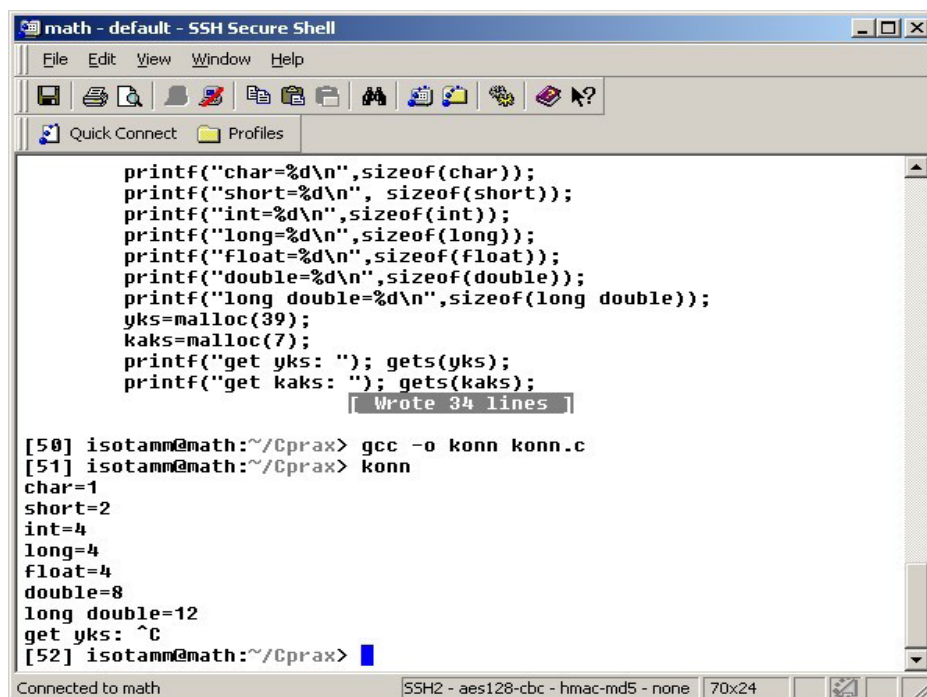 math - default - SSH Secure Shell
File Edit View Window Help
Quick Connect Profiles
printf("char=%d\n",sizeof(char));
printf("short=%d\n", sizeof(short));
printf("int=%d\n",sizeof(int));
printf("long=%d\n",sizeof(long));
printf("float=%d\n",sizeof(float));
printf("double=%d\n",sizeof(double));
printf("long double=%d\n",sizeof(long double));
yks=malloc(39);
kaks=malloc(7);
printf("get yks: "); gets(yks);
printf("get kaks: "); gets(kaks);
[ Wrote 34 lines ]
[50] isotamm@math:~/Cprax> gcc -o konn konn.c
[51] isotamm@math:~/Cprax> konn
char=1
short=2
int=4
long=4
float=4
double=8
long double=12
get yks: ^C
[52] isotamm@math:~/Cprax>
Connected to math SSH2 - aes128-cbc - hmac-md5 - none 70x24